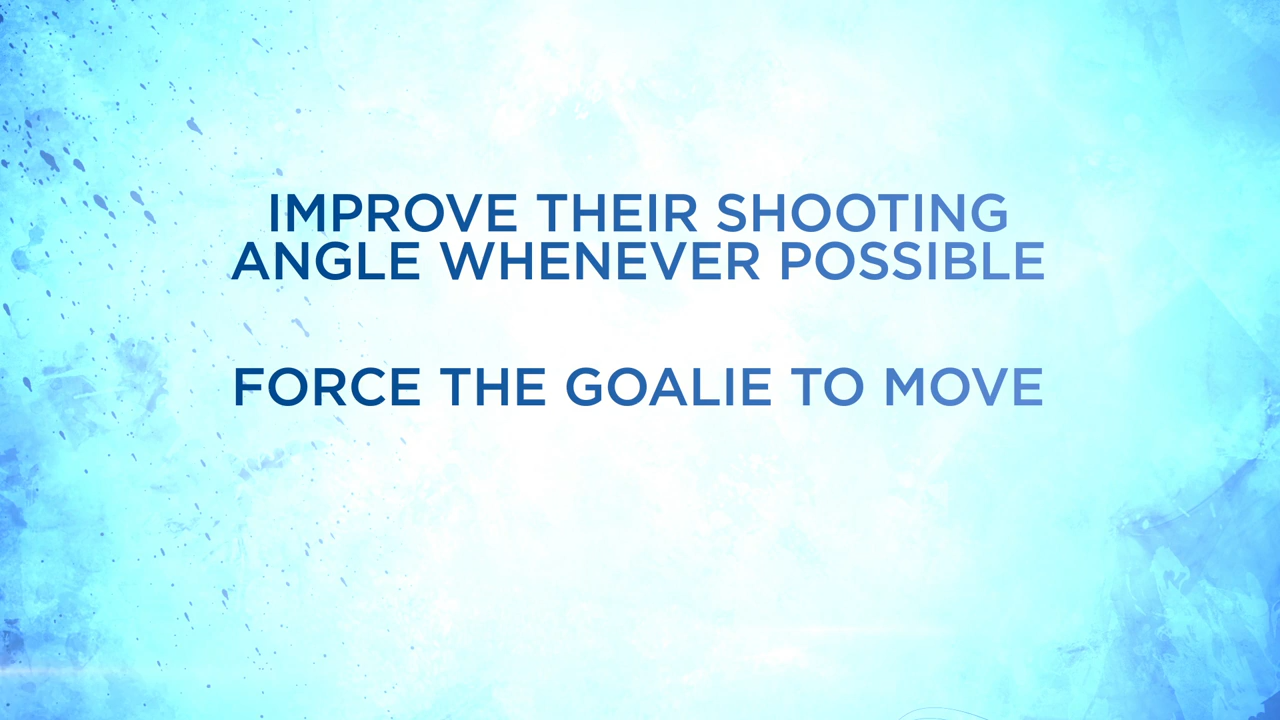 IMPROVE THEIR SHOOTING
ANGLE WHENEVER POSSIBLE
FORCE THE GOALIE TO MOVE